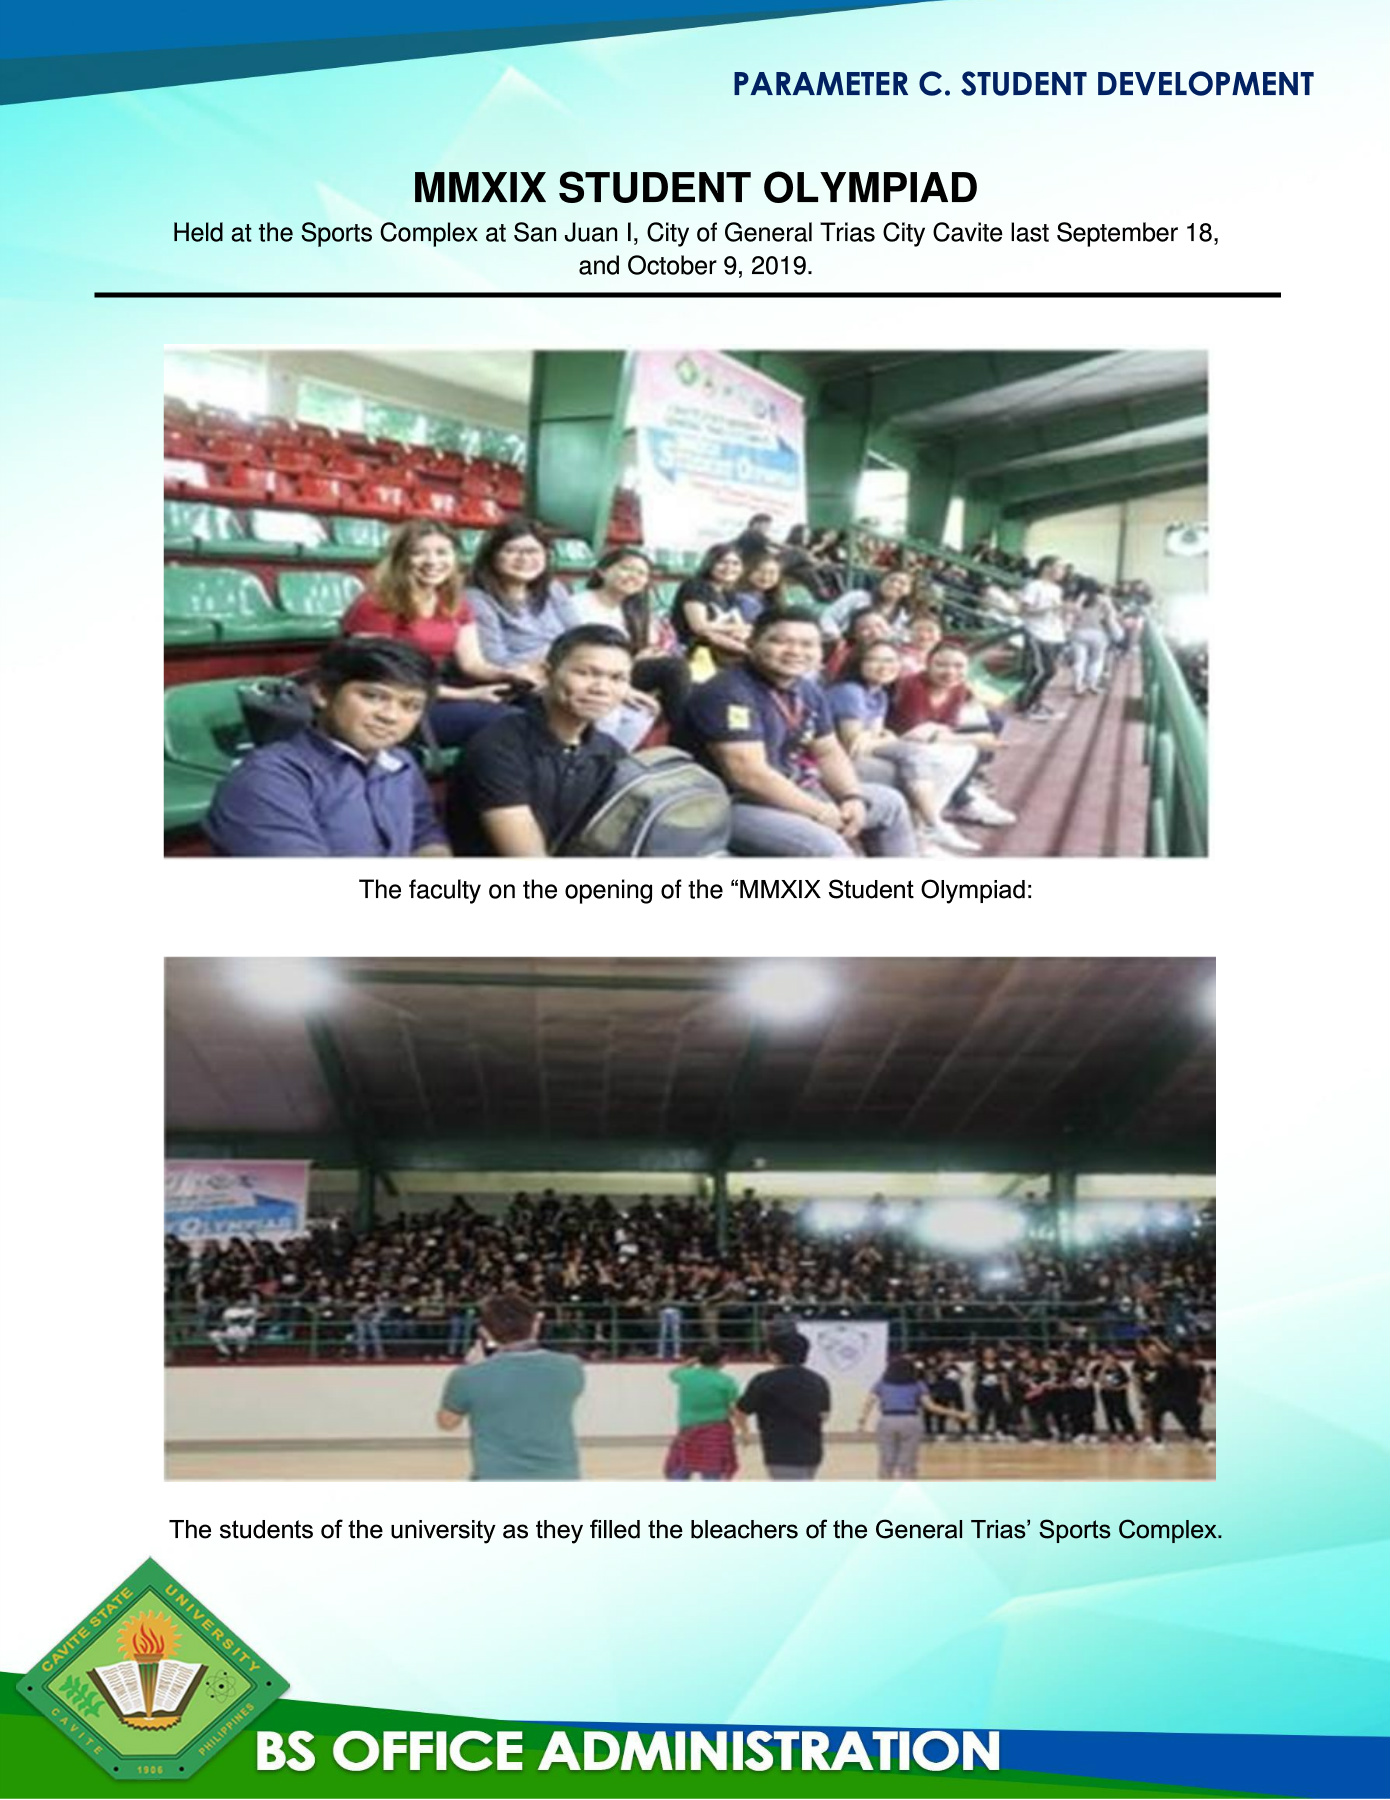 PARAMETER C. STUDENT DEVELOPMENT
MMXIX STUDENT OLYMPIAD
Held at the Sports Complex at San Juan I, City of General Trias City Cavite last September 18,
and October 9, 2019.
STUDENT OLYMPIAD
The faculty on the opening of the “MMXIX Student Olympiad:
OLYMPIAD
The students of the university as they filled the bleachers of the General Trias’ Sports Complex.
CAVITE STATE UNIVERSITY
CAVITE PHILIPPINES
1906
BS OFFICE ADMINISTRATION